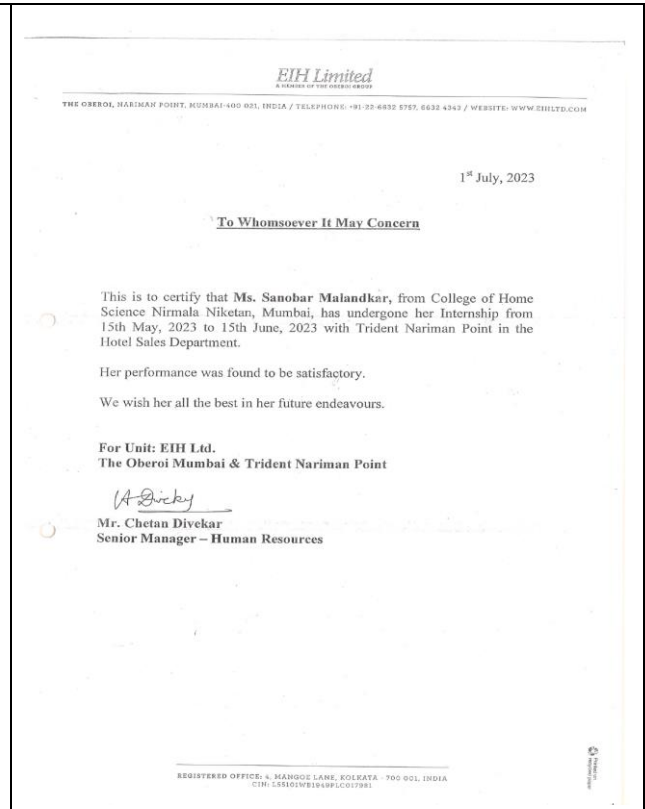 EIH Limited
A MEMBER OF THE OBEROI GROUP
THE OBEROI, NARIMAN POINT, MUMBAI-400 021, INDIA / TELEPHONE: +91-22-6632 5757, 6632 4343 / WEBSITE: WWW.EIHLTD.COM
1st July, 2023
To Whomsoever It May Concern
This is to certify that Ms. Sanobar Malandkar, from College of Home
Science Nirmala Niketan, Mumbai, has undergone her Internship from
15th May, 2023 to 15th June, 2023 with Trident Nariman Point in the
Hotel Sales Department.
Her performance was found to be satisfactory.
We wish her all the best in her future endeavours.
For Unit: EIH Ltd.
The Oberoi Mumbai & Trident Nariman Point
Mr. Chetan Divekar
Senior Manager – Human Resources
Printed on
recycled paper
REGISTERED OFFICE: 4, MANGOE LANE, KOLKATA - 700 001, INDIA
CIN: L55101WB1949PLC017981